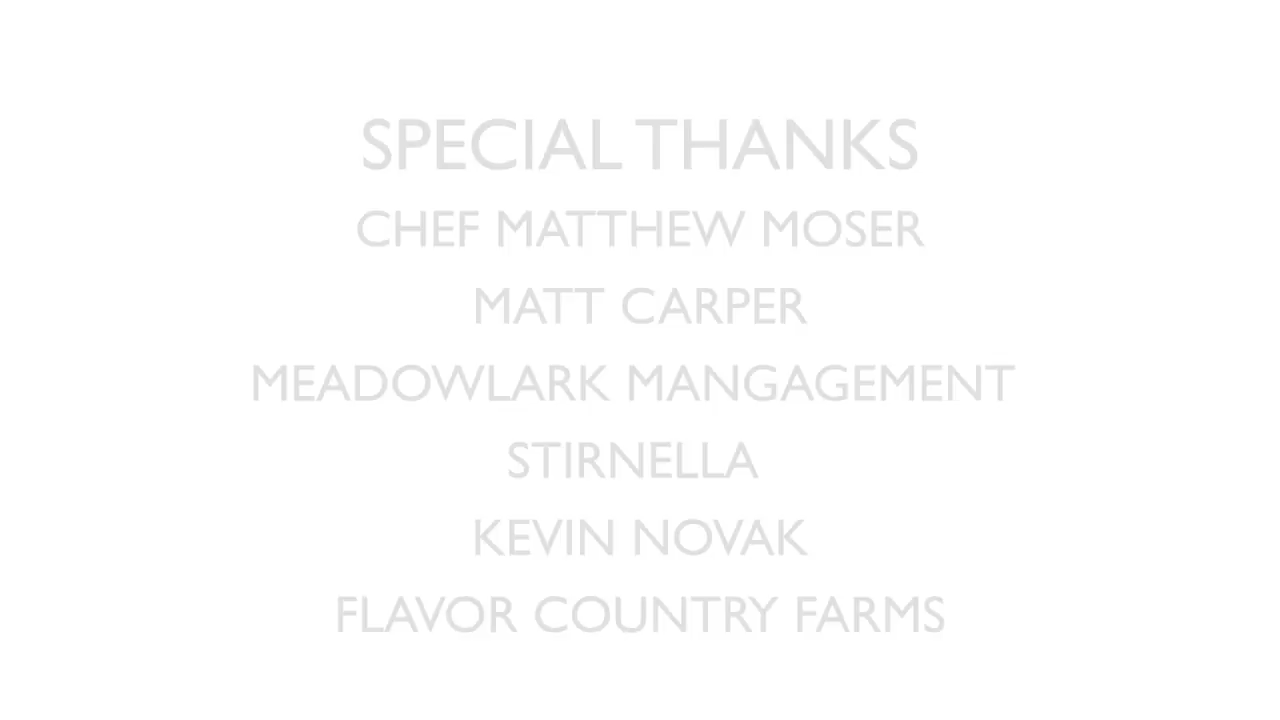 SPECIAL THANKS
CHEF MATTHEW MOSER
MATT CARPER
MEADOWLARK MANGAGEMENT
STIRNELLA
KEVIN NOVAK
FLAVOR COUNTRY FARMS